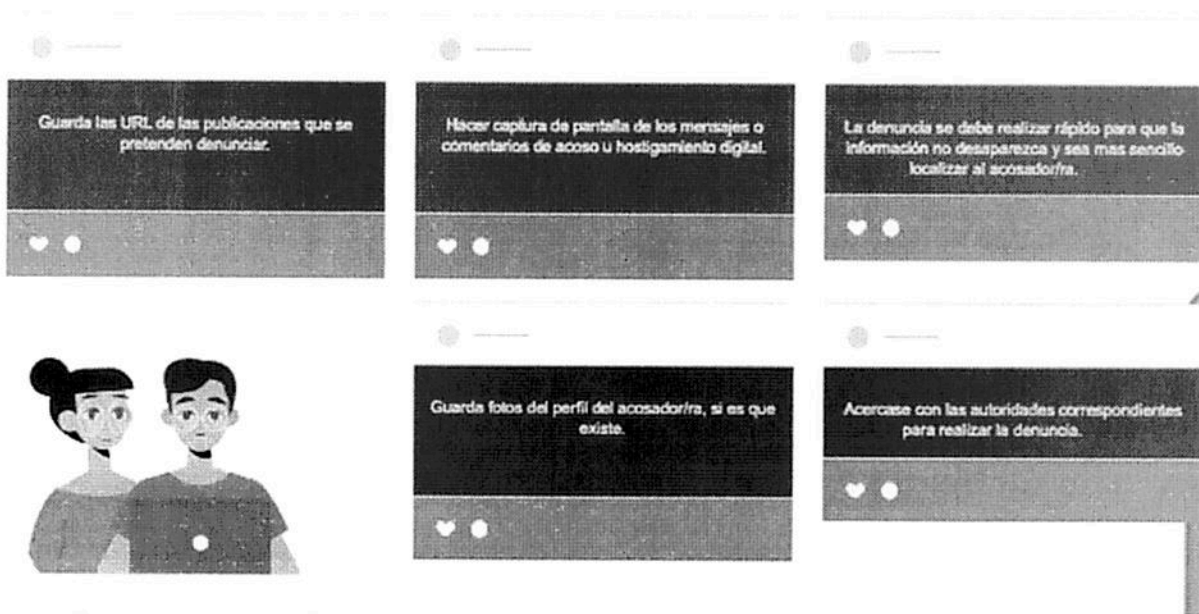 Guarda las URL de las publicaciones que se
pretenden denunciar.
Hacer captura de pantalla de los mensajes o
comentarios de acoso u hostigamiento digital.
La denuncia se debe realizar rápido para que la
información no desaparezca y sea mas sencillo
localizar al acosador/ra.
Guarda fotos del perfil del acosador/ra, si es que
existe.
Acercase con las autoridades correspondientes
para realizar la denuncia.